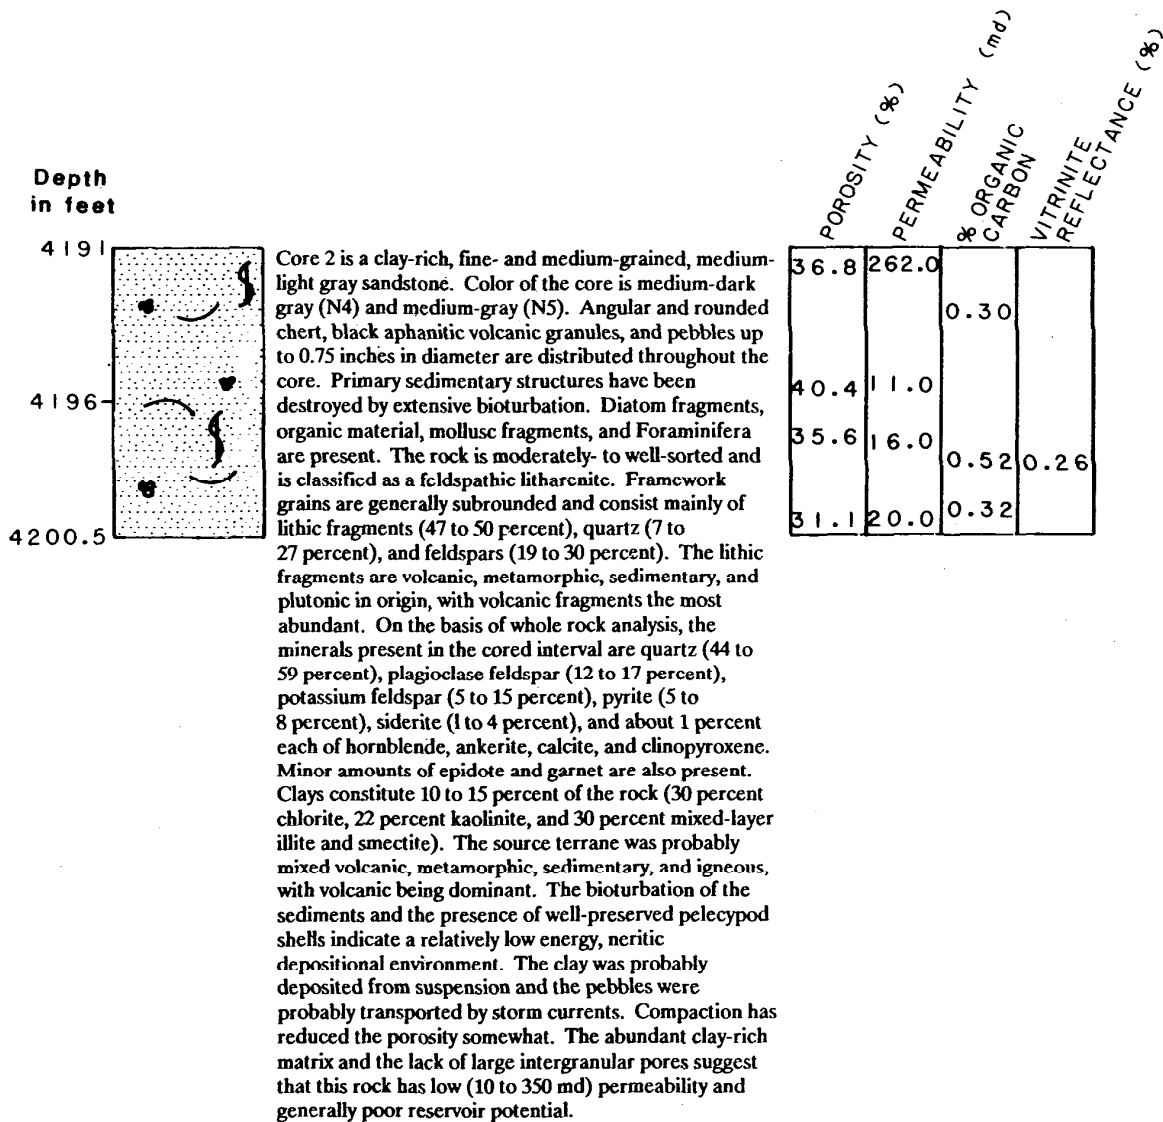 POROSITY (%)
PERMEABILITY (md)
% ORGANIC
CARBON
VITRINITE
REFLECTANCE (%)
Depth
in feet
4191
4196
4200.5
Core 2 is a clay-rich, fine- and medium-grained, medium-
light gray sandstone. Color of the core is medium-dark
gray (N4) and medium-gray (N5). Angular and rounded
chert, black aphanitic volcanic granules, and pebbles up
to 0.75 inches in diameter are distributed throughout the
core. Primary sedimentary structures have been
destroyed by extensive bioturbation. Diatom fragments,
organic material, mollusc fragments, and Foraminifera
are present. The rock is moderately- to well-sorted and
is classified as a feldspathic litharenite. Framework
grains are generally subrounded and consist mainly of
lithic fragments (47 to 50 percent), quartz (7 to
27 percent), and feldspars (19 to 30 percent). The lithic
fragments are volcanic, metamorphic, sedimentary, and
plutonic in origin, with volcanic fragments the most
abundant. On the basis of whole rock analysis, the
minerals present in the cored interval are quartz (44 to
59 percent), plagioclase feldspar (12 to 17 percent),
potassium feldspar (5 to 15 percent), pyrite (5 to
8 percent), siderite (1 to 4 percent), and about 1 percent
each of hornblende, ankerite, calcite, and clinopyroxene.
Minor amounts of epidote and garnet are also present.
Clays constitute 10 to 15 percent of the rock (30 percent
chlorite, 22 percent kaolinite, and 30 percent mixed-layer
illite and smectite). The source terrane was probably
mixed volcanic, metamorphic, sedimentary, and igneous,
with volcanic being dominant. The bioturbation of the
sediments and the presence of well-preserved pelecypod
shells indicate a relatively low energy, neritic
depositional environment. The clay was probably
deposited from suspension and the pebbles were
probably transported by storm currents. Compaction has
reduced the porosity somewhat. The abundant clay-rich
matrix and the lack of large intergranular pores suggest
that this rock has low (10 to 350 md) permeability and
generally poor reservoir potential.
36.8 262.0
0.30
40.4 11.0
35.6 16.0
0.52 0.26
31.1 20.0 0.32